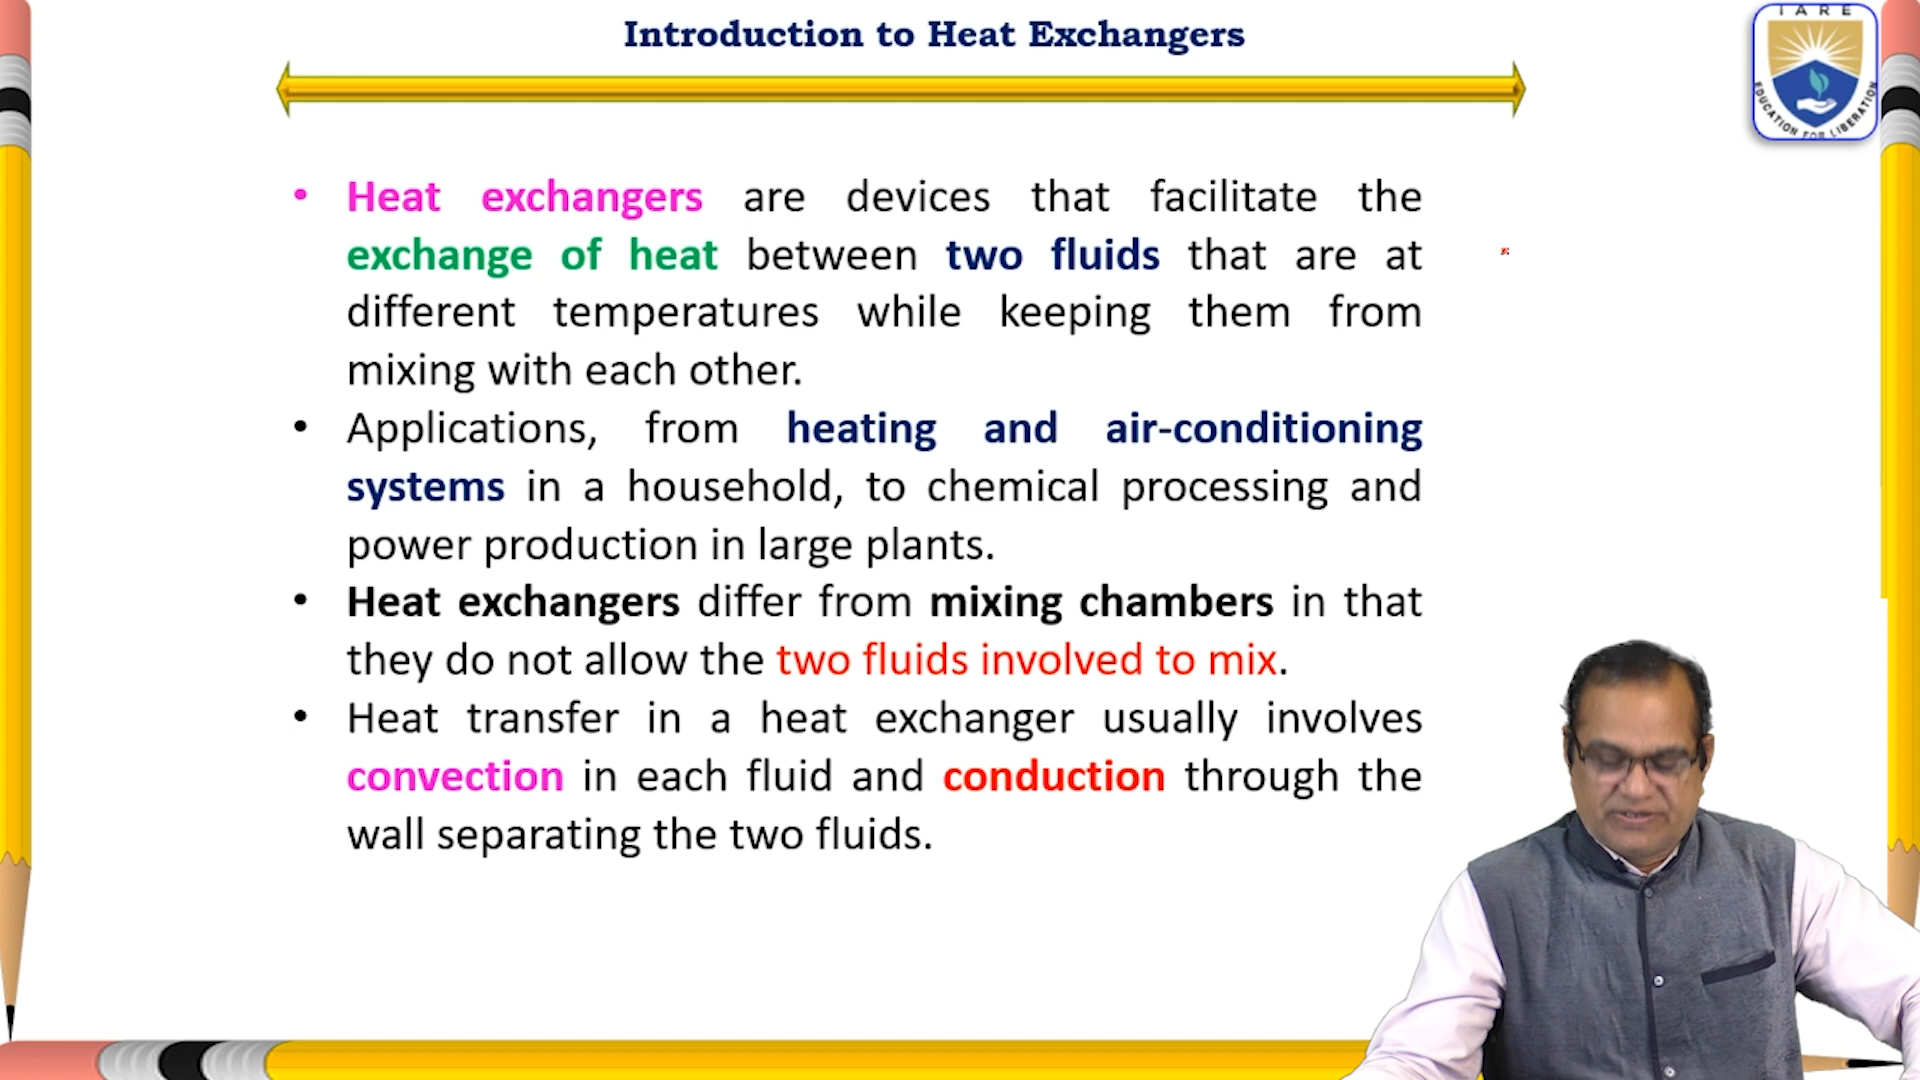 Introduction to Heat Exchangers
IARE
EDUCATION FOR LIBERATION
• Heat exchangers are devices that facilitate the
exchange of heat between two fluids that are at
different temperatures while keeping them from
mixing with each other.
• Applications, from heating and air-conditioning
systems in a household, to chemical processing and
power production in large plants.
• Heat exchangers differ from mixing chambers in that
they do not allow the two fluids involved to mix.
• Heat transfer in a heat exchanger usually involves
convection in each fluid and conduction through the
wall separating the two fluids.